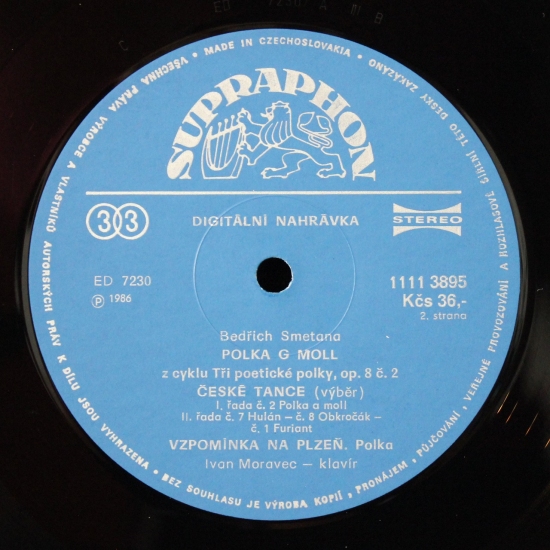 MADE IN CZECHOSLOVAKIA • VŠECHNA PRÁVA VÝROBCE A VLASTNÍKŮ AUTORSKÝCH PRÁV K DÍLU JSOU VYHRAZENA • BEZ SOUHLASU JE VÝROBA KOPIÍ, PRONÁJEM, PŮJČOVÁNÍ, VEŘEJNÉ PROVOZOVÁNÍ A ROZHLASOVÉ ŠÍŘENÍ TÉTO DESKY ZAKÁZÁNO •
SUPRAPHON
33
DIGITÁLNÍ NAHRÁVKA
STEREO
ED 7230
Ⓟ 1986
1111 3895
Kčs 36,-
2. strana
Bedřich Smetana
POLKA G MOLL
z cyklu Tři poetické polky, op. 8 č. 2
ČESKÉ TANCE (výběr)
I. řada č. 2 Polka a moll
II. řada č. 7 Hulán – č. 8 Obkročák –
č. 1 Furiant
VZPOMÍNKA NA PLZEŇ. Polka
Ivan Moravec – klavír